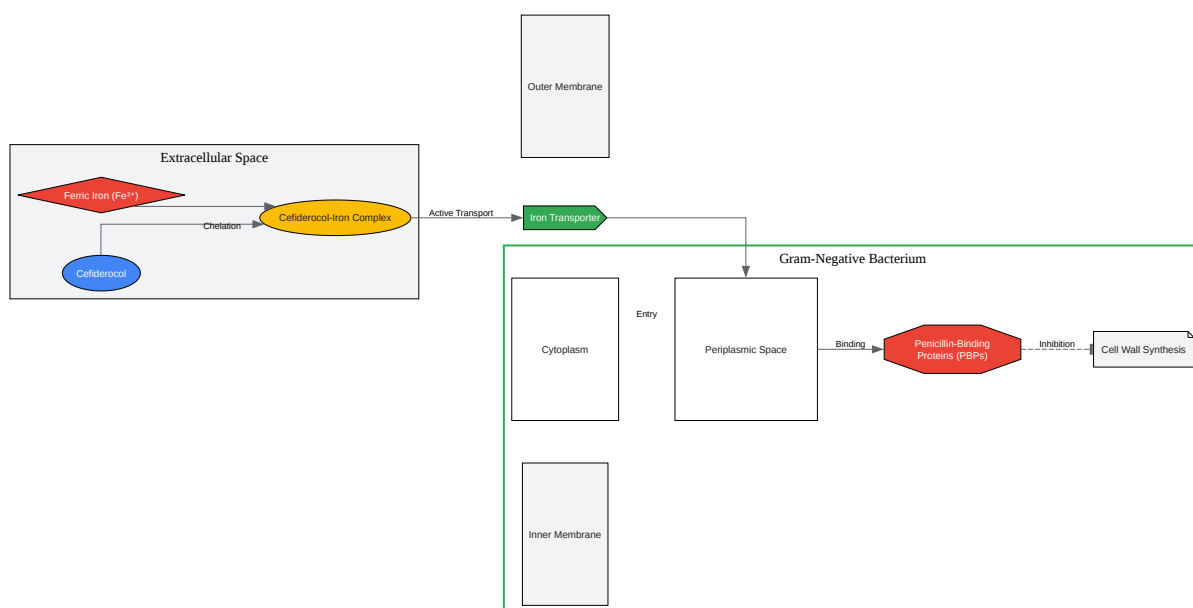 Outer Membrane
Extracellular Space
Ferric Iron (Fe³⁺)
Cefiderocol-Iron Complex
Active Transport
Iron Transporter
Chelation
Cefiderocol
Gram-Negative Bacterium
Entry
Cytoplasm
Periplasmic Space
Binding
Penicillin-Binding
Proteins (PBPs)
Inhibition
Cell Wall Synthesis
Inner Membrane